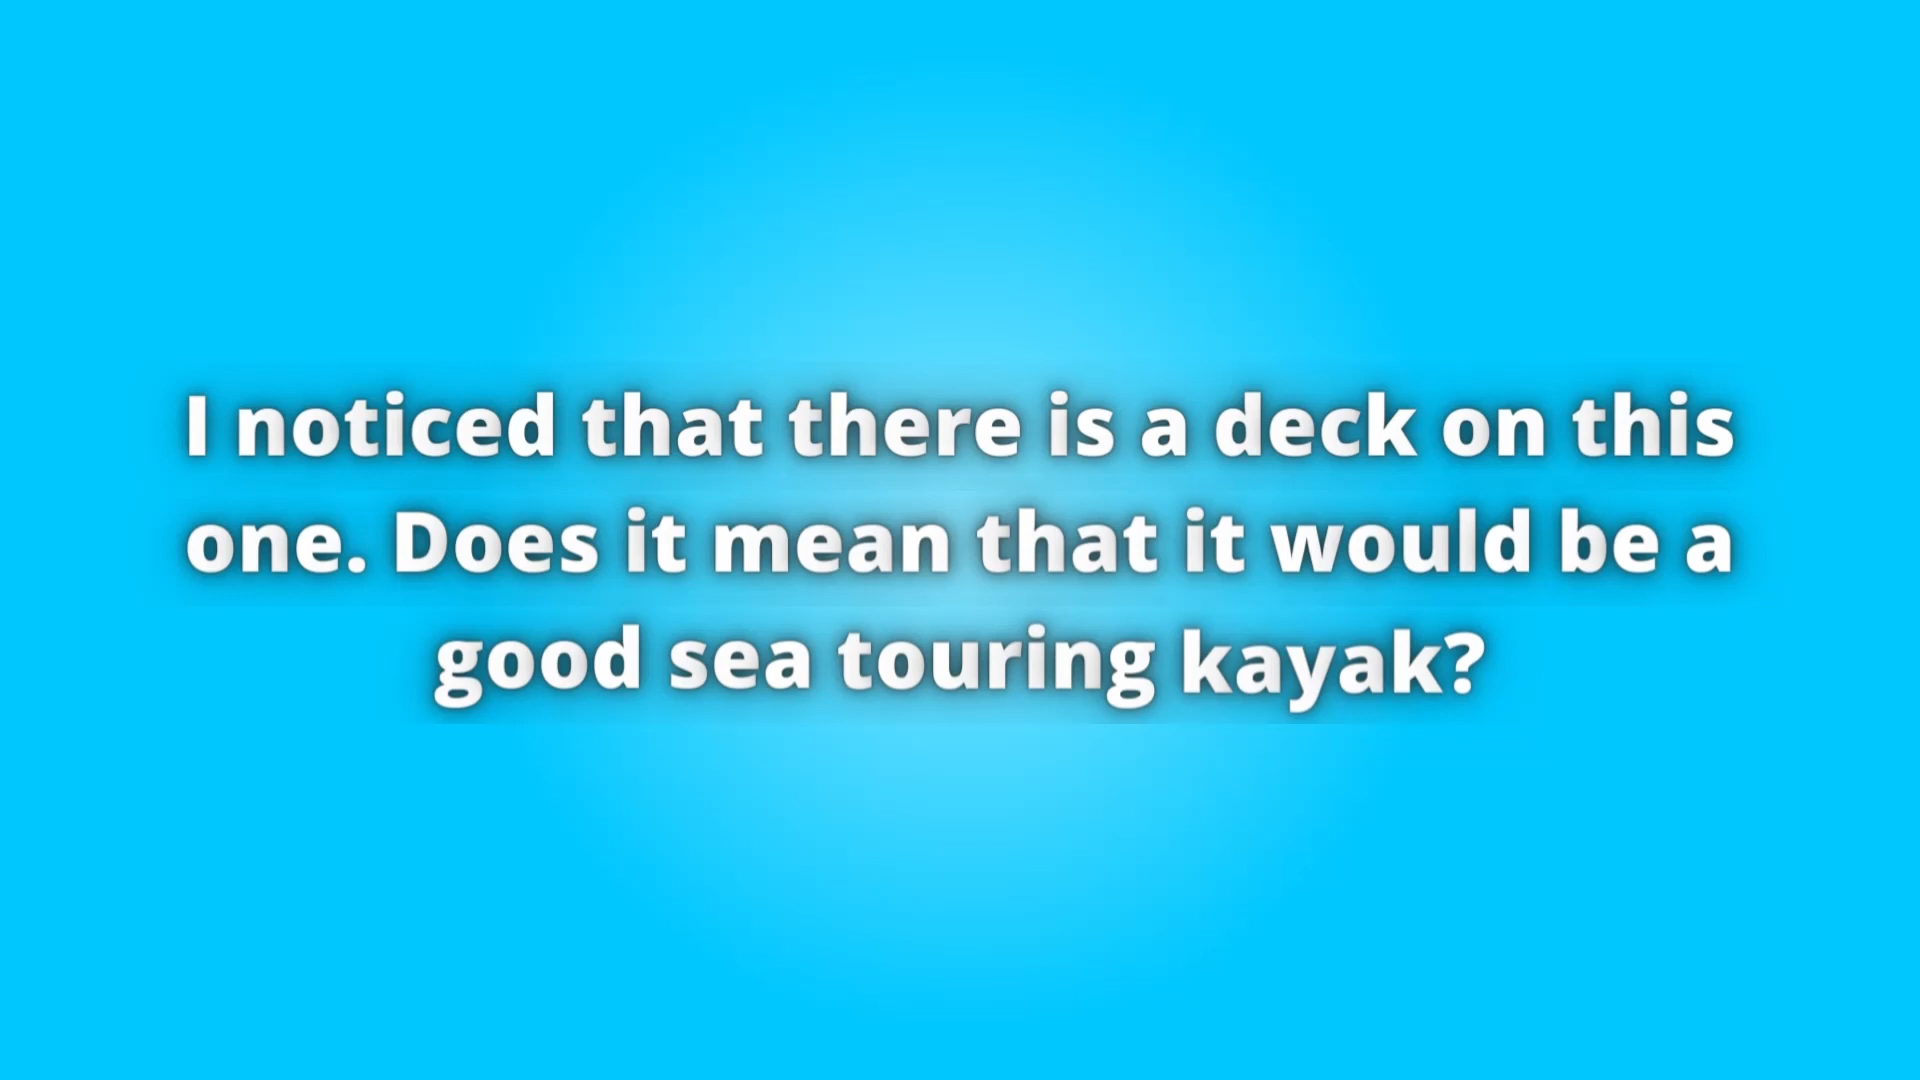 I noticed that there is a deck on this
one. Does it mean that it would be a
good sea touring kayak?